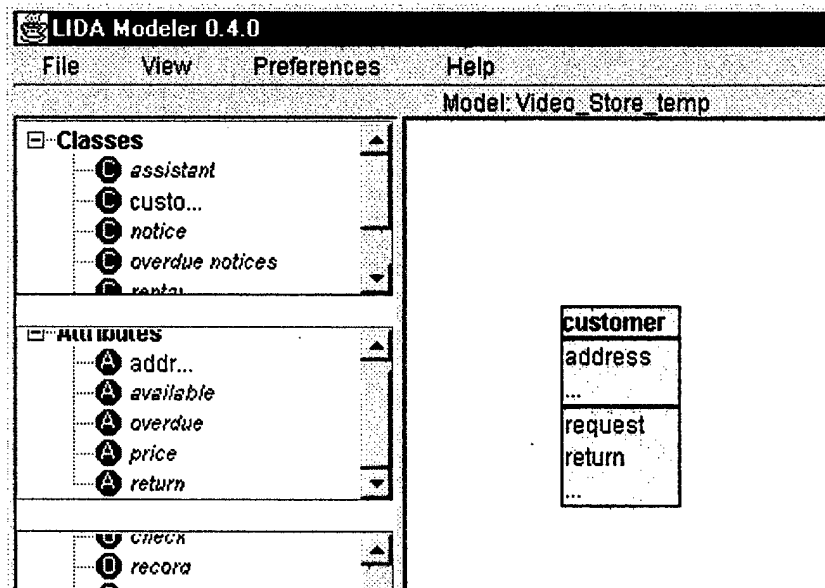 LIDA Modeler 0.4.0
File View Preferences Help
Model: Video_Store_temp
Classes
C assistant
C custo...
C notice
C overdue notices
C
Attributes
A addr...
A available
A overdue
A price
A return
check
O record
customer
address
...
request
return
...